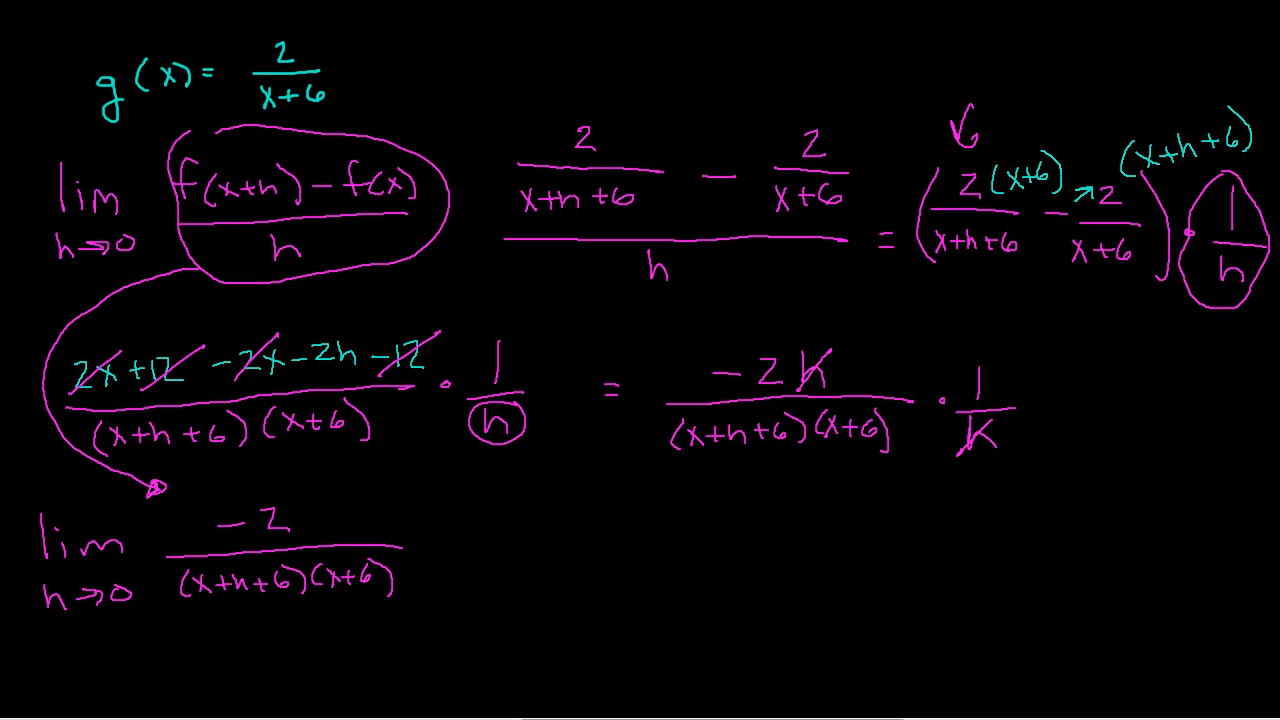 g(x) = 2/(x+6)
lim h→0 (f(x+h) - f(x))/h
(2/(x+h+6) - 2/(x+6))/h = (2(x+6)/(x+h+6) - 2(x+h+6)/(x+6)) · 1/h
(2x+12 -2x -2h -12)/((x+h+6)(x+6)) · 1/h = -2h/((x+h+6)(x+6)) · 1/h
lim h→0 -2/((x+h+6)(x+6))